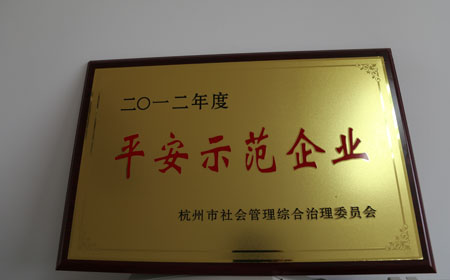 二〇一二年度
平安示范企业
杭州市社会管理综合治理委员会